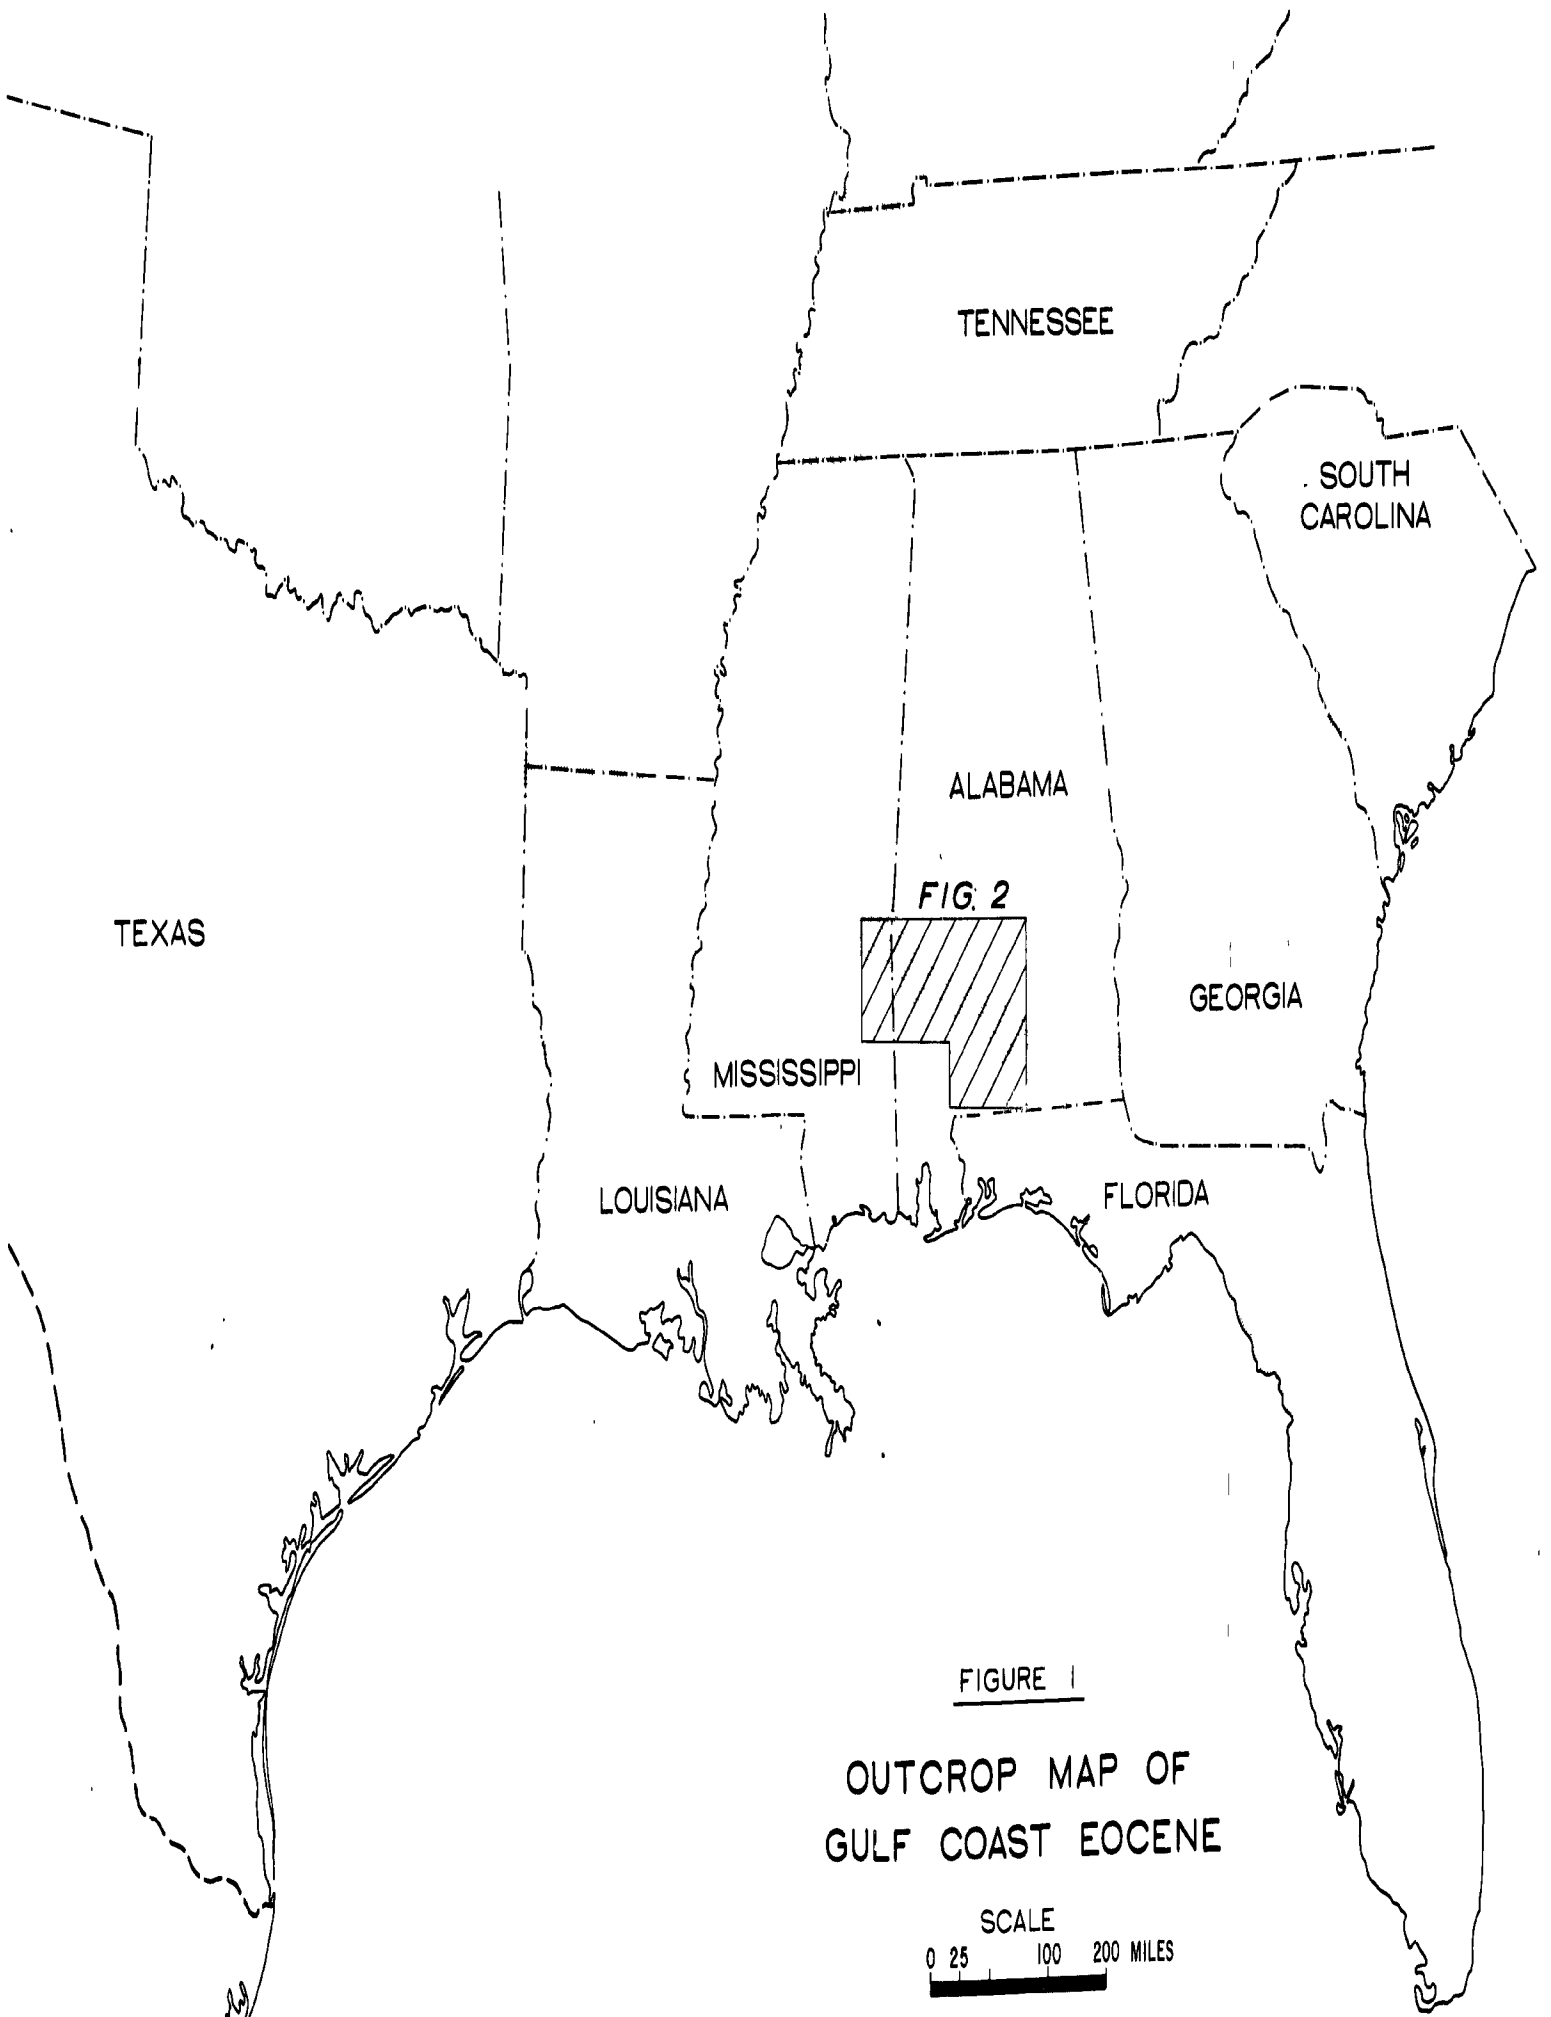 TENNESSEE
SOUTH
CAROLINA
ALABAMA
FIG. 2
TEXAS
GEORGIA
MISSISSIPPI
LOUISIANA
FLORIDA
FIGURE 1
OUTCROP MAP OF
GULF COAST EOCENE
SCALE
0 25 100 200 MILES